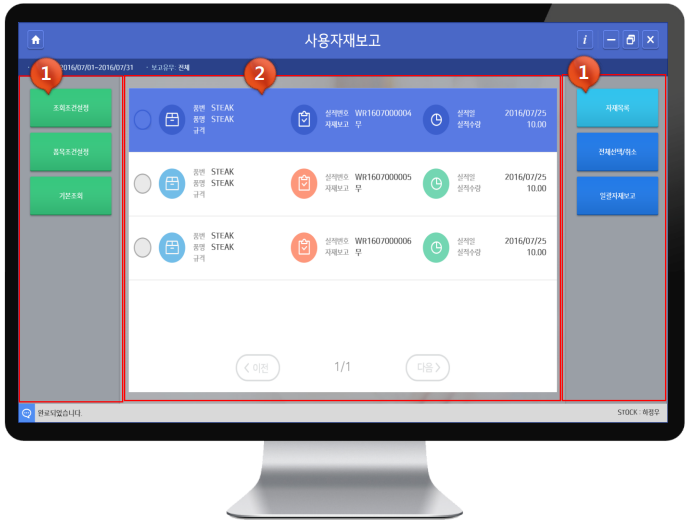 사용자재보고
i
2016/07/01~2016/07/31 - 보고유무: 전체
1
2
1
조회조건설정
품목조건설정
기본조회
품번 STEAK
품명 STEAK
규격
실적번호 WR1607000004
자재보고 무
실적일 2016/07/25
실적수량 10.00
품번 STEAK
품명 STEAK
규격
실적번호 WR1607000005
자재보고 무
실적일 2016/07/25
실적수량 10.00
품번 STEAK
품명 STEAK
규격
실적번호 WR1607000006
자재보고 무
실적일 2016/07/25
실적수량 10.00
< 이전
1/1
다음 >
자재목록
전체선택/취소
일괄자재보고
완료되었습니다.
STOCK : 하정우